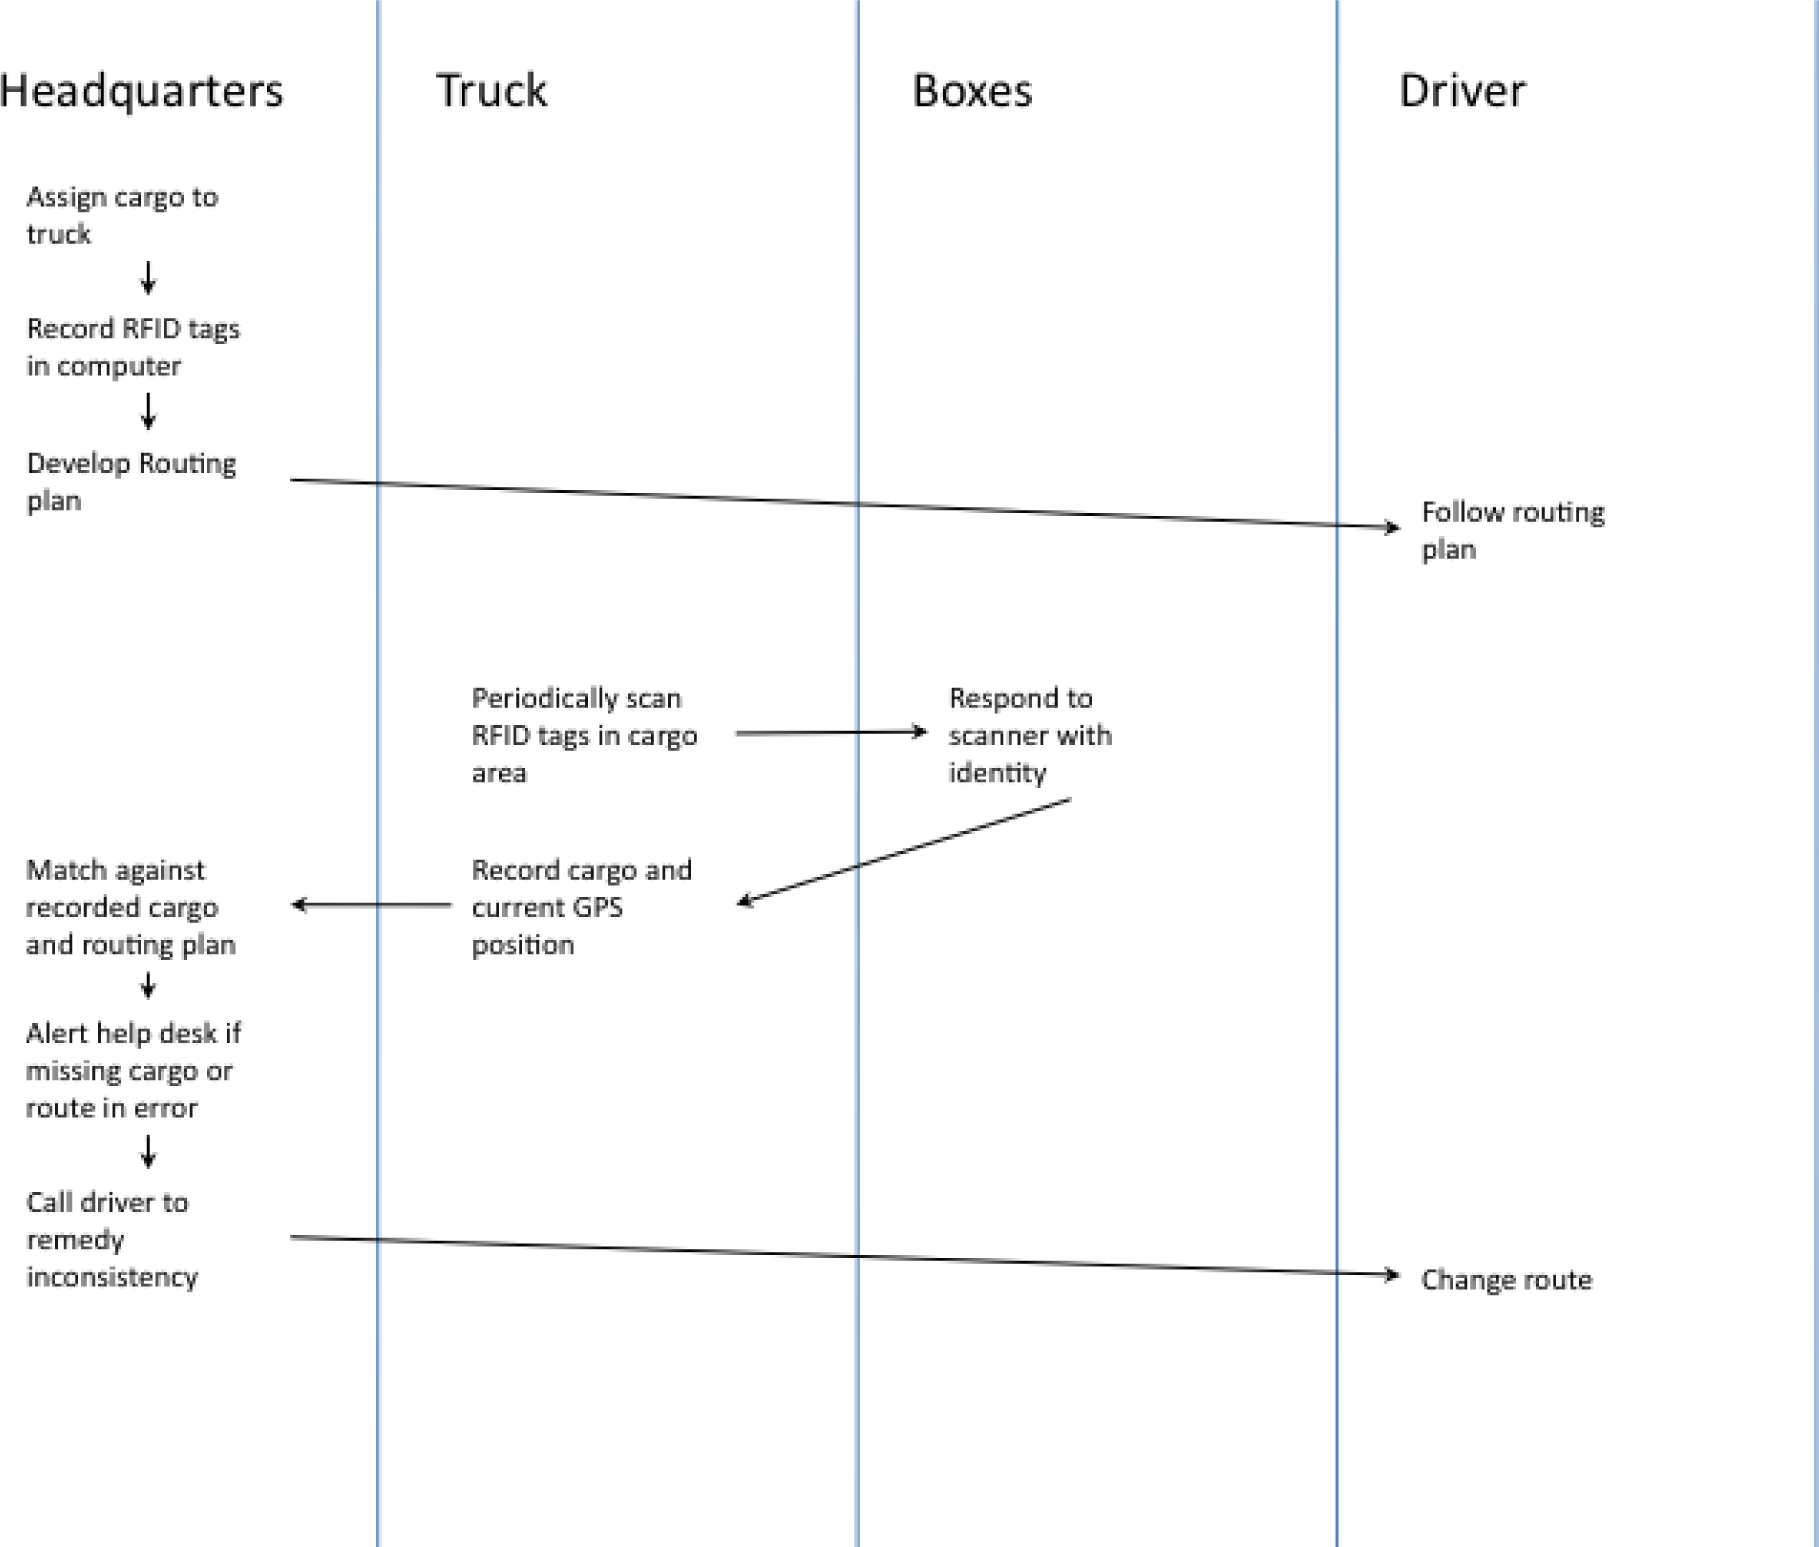 Headquarters
Truck
Boxes
Driver
Assign cargo to
truck
Record RFID tags
in computer
Develop Routing
plan
Follow routing
plan
Periodically scan
RFID tags in cargo
area
Respond to
scanner with
identity
Match against
recorded cargo
and routing plan
Record cargo and
current GPS
position
Alert help desk if
missing cargo or
route in error
Call driver to
remedy
inconsistency
Change route